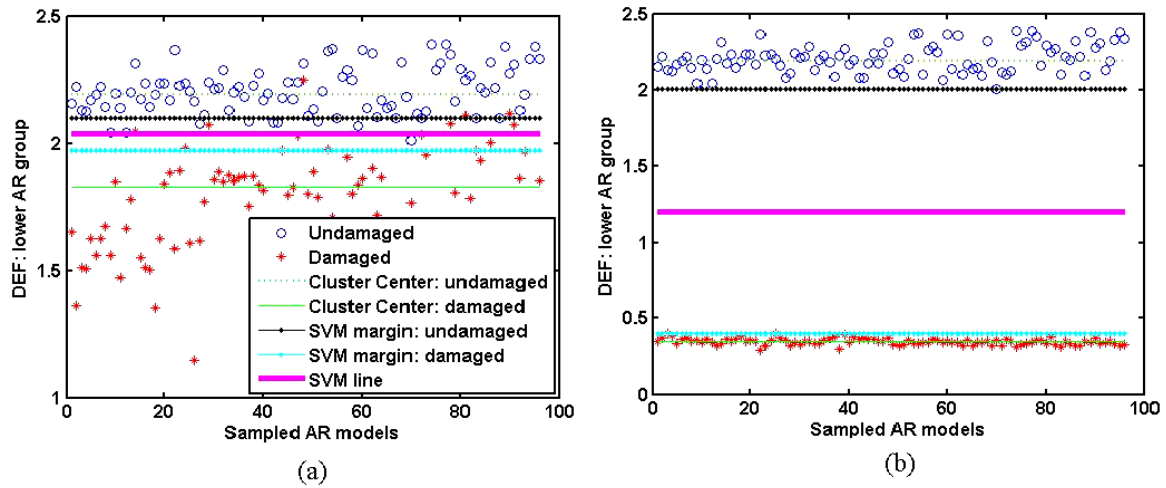 2.5
2
1.5
1
0 20 40 60 80 100
DEF: lower AR group
Sampled AR models
Undamaged
Damaged
Cluster Center: undamaged
Cluster Center: damaged
SVM margin: undamaged
SVM margin: damaged
SVM line
(a)
2.5
2
1.5
1
0.5
0
0 20 40 60 80 100
DEF: lower AR group
Sampled AR models
(b)